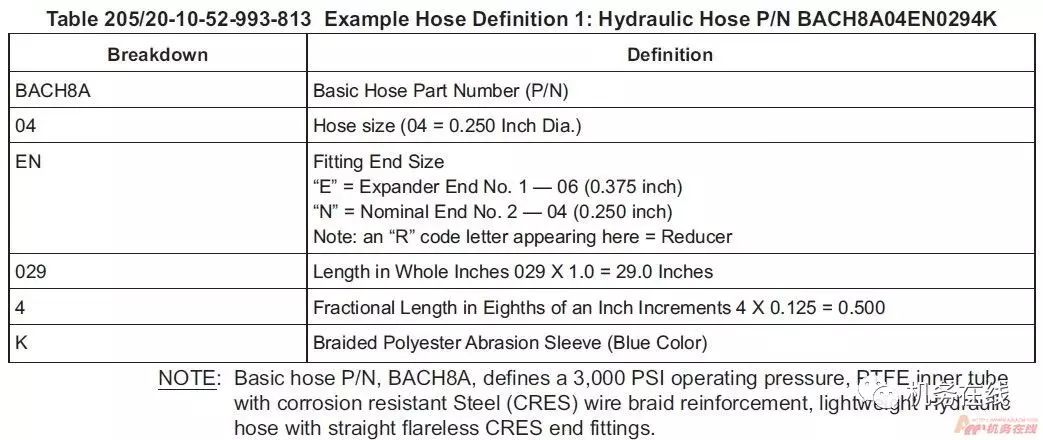 Table 205/20-10-52-993-813 Example Hose Definition 1: Hydraulic Hose P/N BACH8A04EN0294K
Breakdown Definition
BACH8A Basic Hose Part Number (P/N)
04 Hose size (04 = 0.250 Inch Dia.)
EN Fitting End Size
“E” = Expander End No. 1 — 06 (0.375 inch)
“N” = Nominal End No. 2 — 04 (0.250 inch)
Note: an “R” code letter appearing here = Reducer
029 Length in Whole Inches 029 X 1.0 = 29.0 Inches
4 Fractional Length in Eighths of an Inch Increments 4 X 0.125 = 0.500
K Braided Polyester Abrasion Sleeve (Blue Color)
NOTE: Basic hose P/N, BACH8A, defines a 3,000 PSI operating pressure, PTFE inner tube
with corrosion resistant Steel (CRES) wire braid reinforcement, lightweight Hydraulic
hose with straight flareless CRES end fittings.
机务在线
机务在线